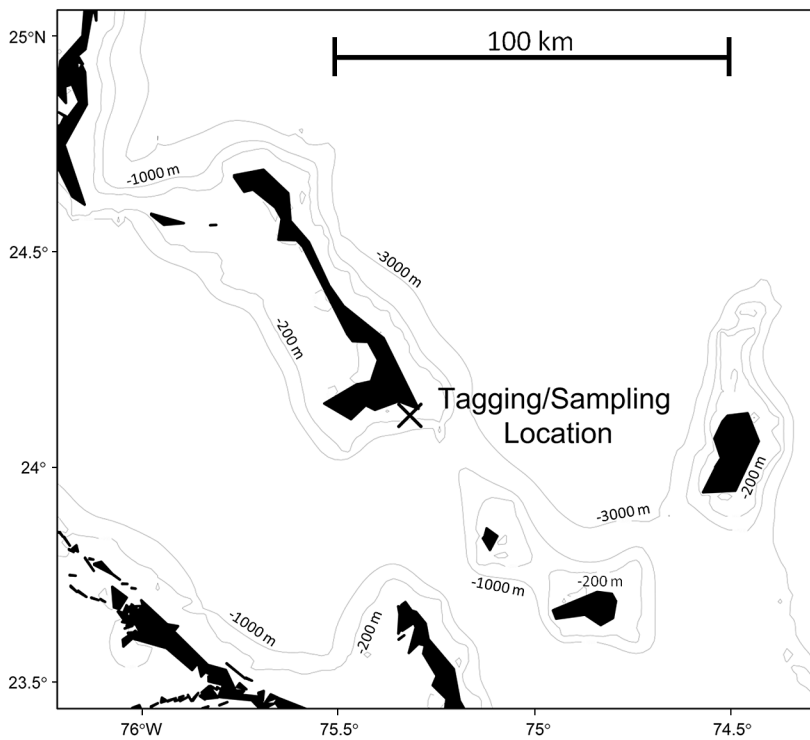 25°N
100 km
-1000 m
24.5°
-3000 m
-200 m
Tagging/Sampling
Location
24°
-200 m
-3000 m
-1000 m
-200 m
-1000 m
-200 m
23.5°
76°W
75.5°
75°
74.5°